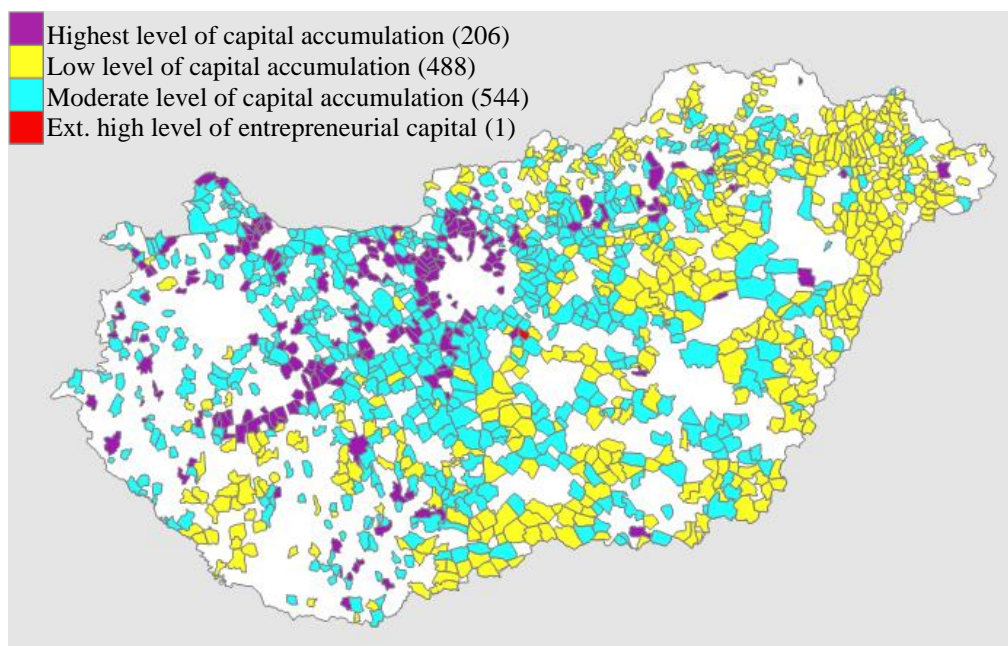 Highest level of capital accumulation (206)
Low level of capital accumulation (488)
Moderate level of capital accumulation (544)
Ext. high level of entrepreneurial capital (1)